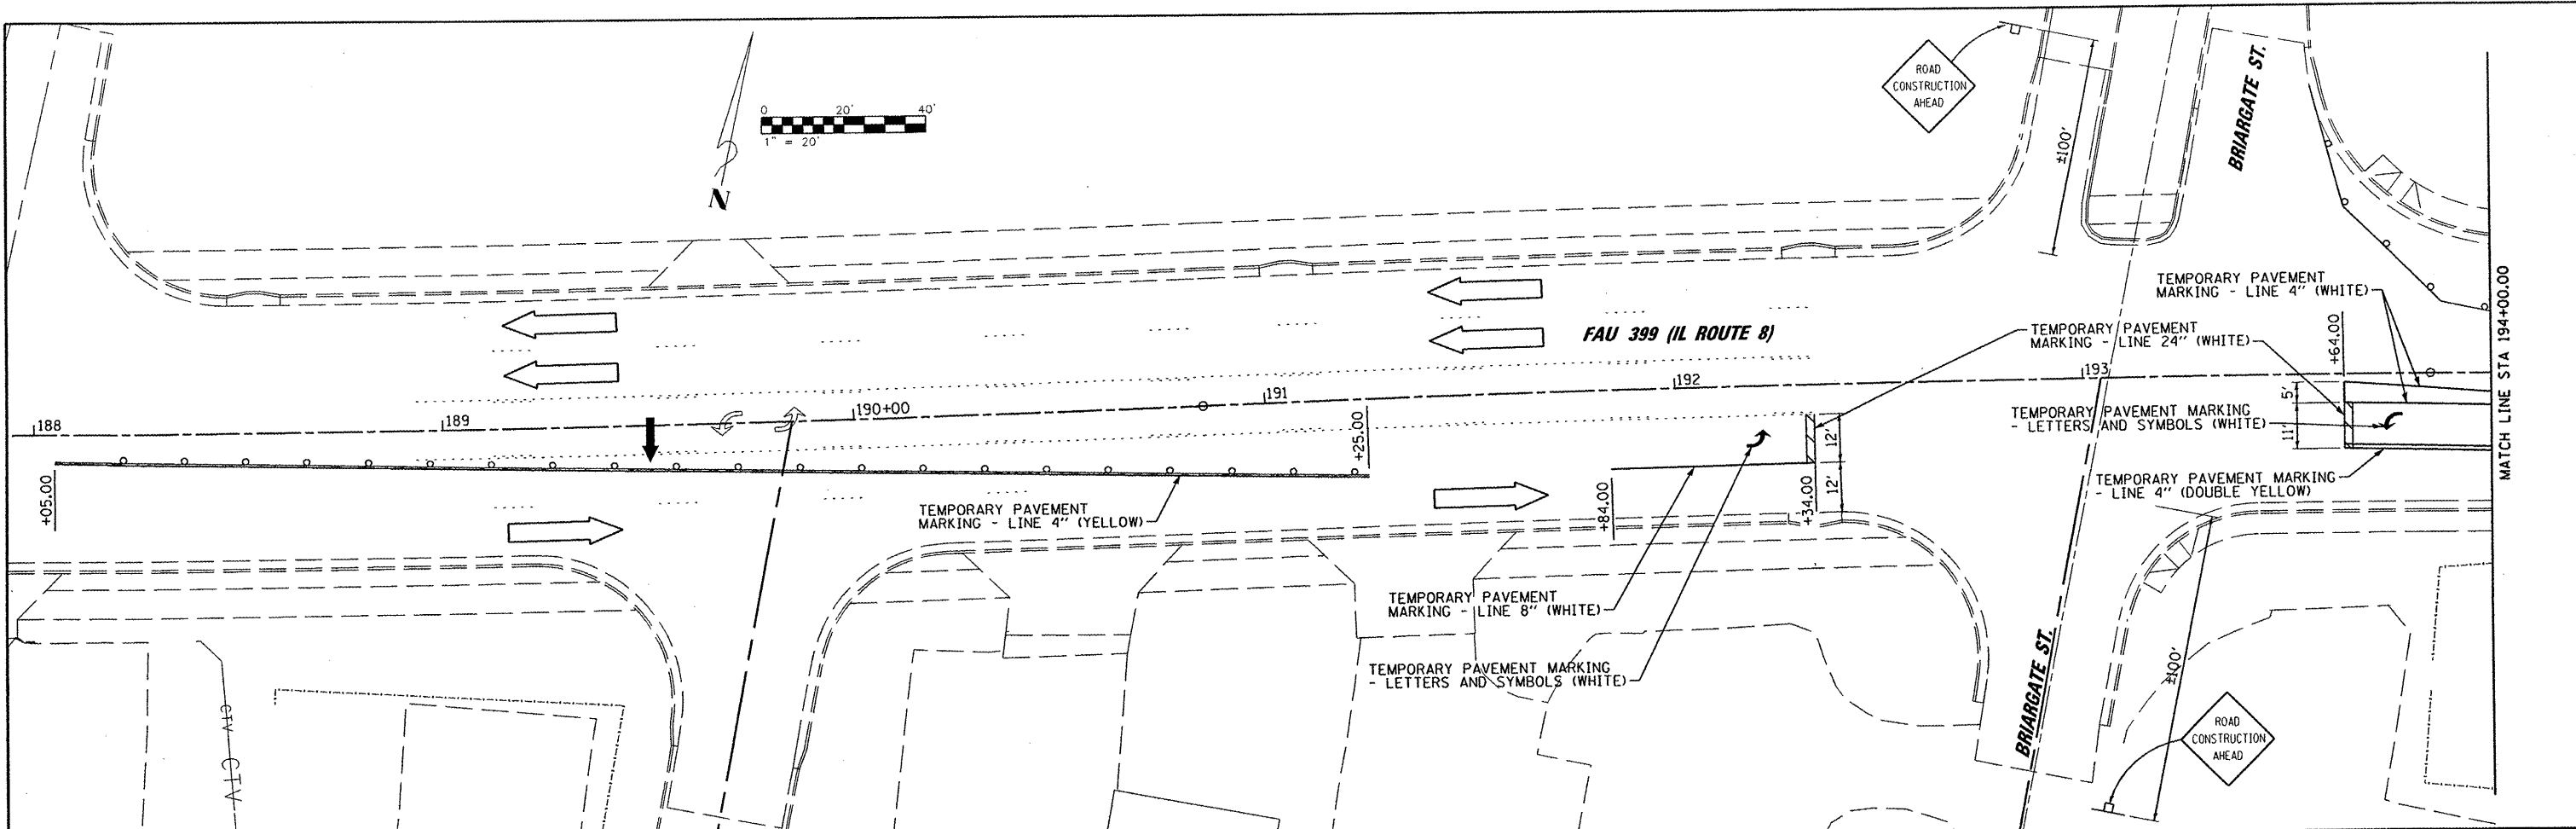 0 20' 40'
1" = 20'
N
ROAD
CONSTRUCTION
AHEAD
±100'
BRIARGATE ST.
TEMPORARY PAVEMENT
MARKING - LINE 4" (WHITE)
FAU 399 (IL ROUTE 8)
TEMPORARY PAVEMENT
MARKING - LINE 24" (WHITE)
+64.00
MATCH LINE STA 194+00.00
188
189
190+00
191
192
193
5'
11'
TEMPORARY PAVEMENT MARKING
- LETTERS AND SYMBOLS (WHITE)
TEMPORARY PAVEMENT MARKING
- LINE 4" (DOUBLE YELLOW)
+05.00
+25.00
12'
12'
+84.00
+34.00
TEMPORARY PAVEMENT
MARKING - LINE 4" (YELLOW)
TEMPORARY PAVEMENT
MARKING - LINE 8" (WHITE)
TEMPORARY PAVEMENT MARKING
- LETTERS AND SYMBOLS (WHITE)
BRIARGATE ST.
±100'
ROAD
CONSTRUCTION
AHEAD
CTV
CTV